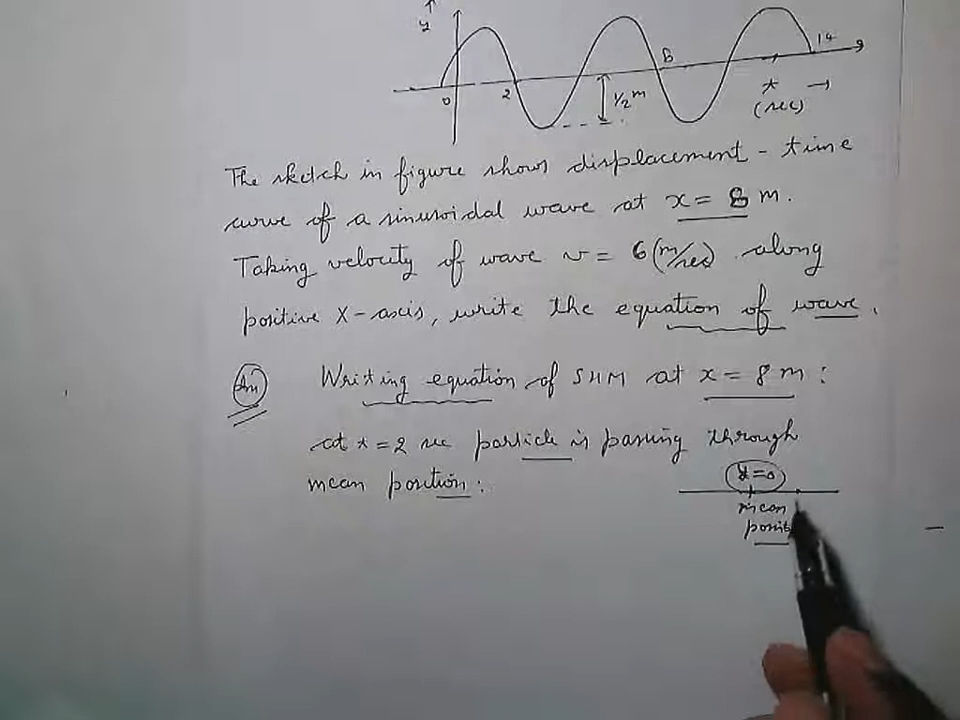 y
0 2 1/2 m 8 14
t
(sec)
The sketch in figure shows displacement - time
curve of a sinusoidal wave at x = 8 m.
Taking velocity of wave v = 6 (m/sec) along
positive X-axis, write the equation of wave.
Ans Writing equation of SHM at x = 8 m :
at t = 2 sec particle is passing through
mean position :
y=0
mean
posit